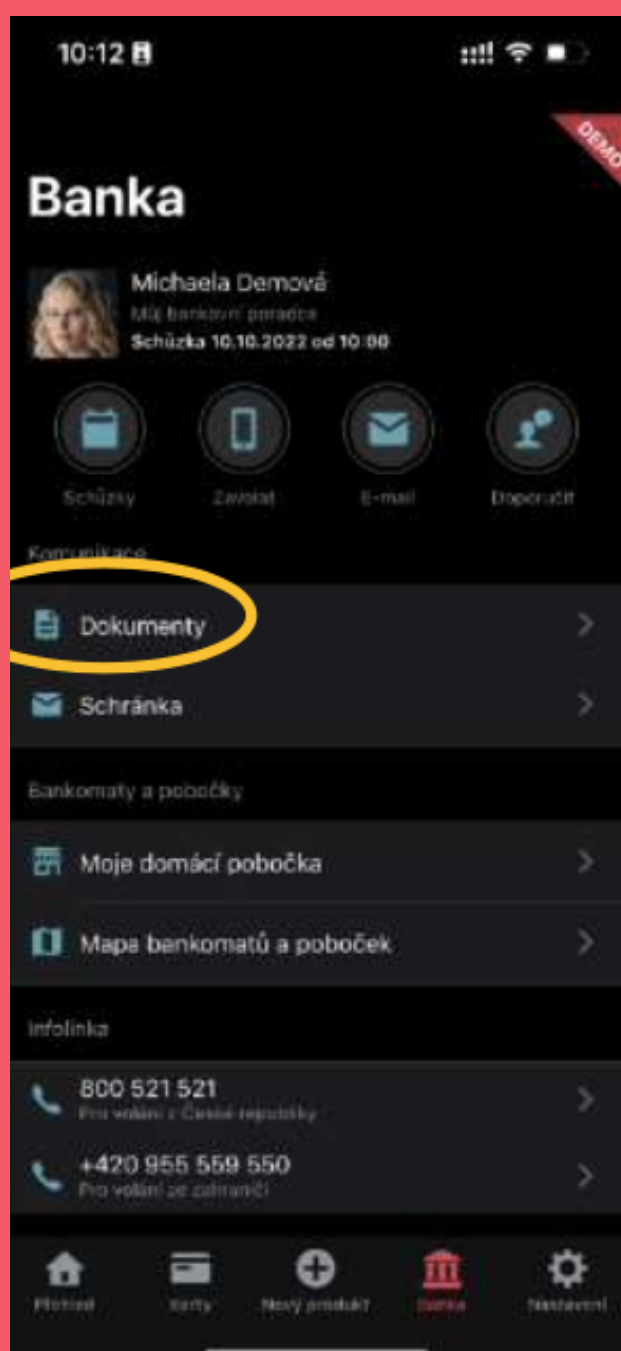 10:12
DEMO
Banka
Michaela Demová
Můj bankovní poradce
Schůzka 10.10.2022 od 10:00
Schůzky
Zavolat
E-mail
Doporučit
Komunikace
Dokumenty
Schránka
Bankomaty a pobočky
Moje domácí pobočka
Mapa bankomatů a poboček
Infolinka
800 521 521
Pro volání z České republiky
+420 955 559 550
Pro volání ze zahraničí
Přehled
Karty
Nový produkt
Banka
Nastavení